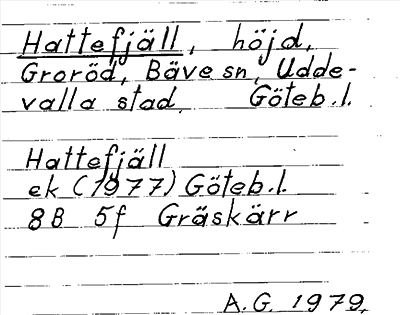 Hattefjäll, höjd,
Groröd, Bäve sn, Udde-
valla stad, Göteb.l.
Hattefjäll
ek (1977) Göteb.l.
8B 5f Gräskärr
A.G. 1979.